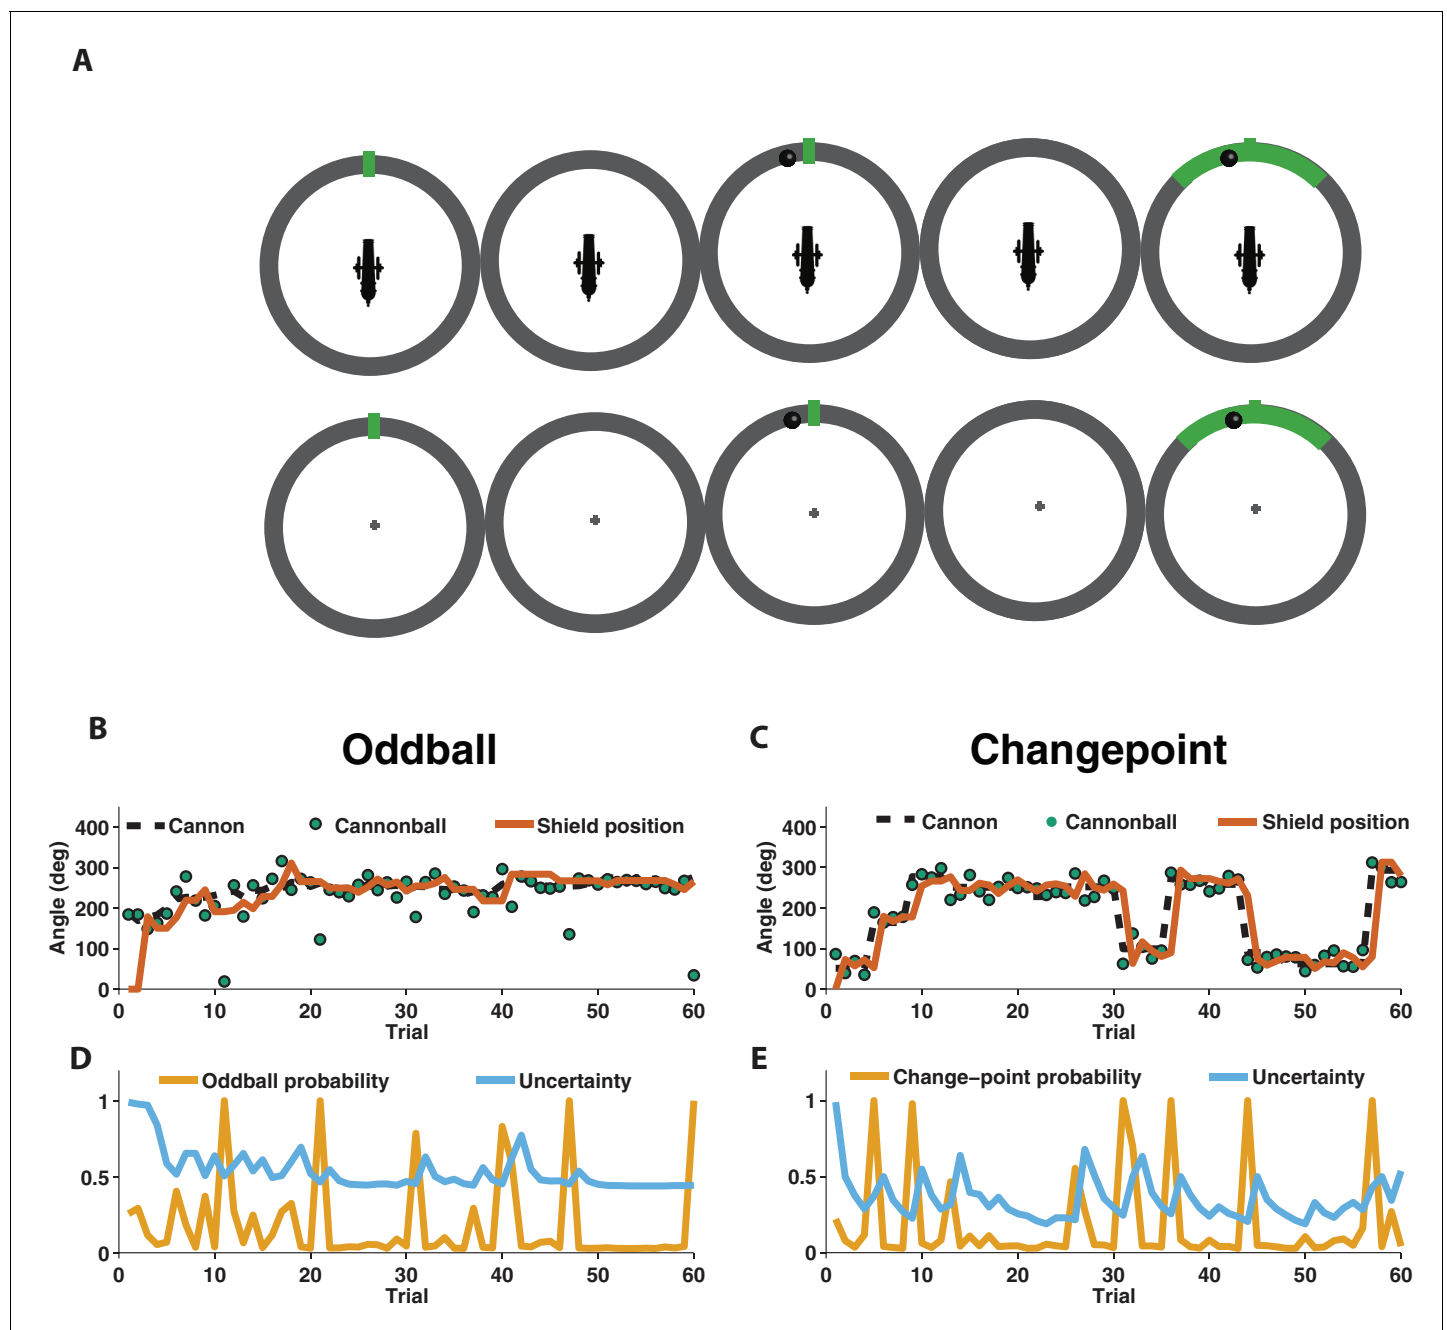 A
B
Oddball
C
Changepoint
Cannon Cannonball Shield position
400
300
200
100
0
Angle (deg)
0 10 20 30 40 50 60
Trial
Cannon Cannonball Shield position
400
300
200
100
0
Angle (deg)
0 10 20 30 40 50 60
Trial
D
Oddball probability Uncertainty
1
0.5
0
0 10 20 30 40 50 60
Trial
E
Change−point probability Uncertainty
1
0.5
0
0 10 20 30 40 50 60
Trial